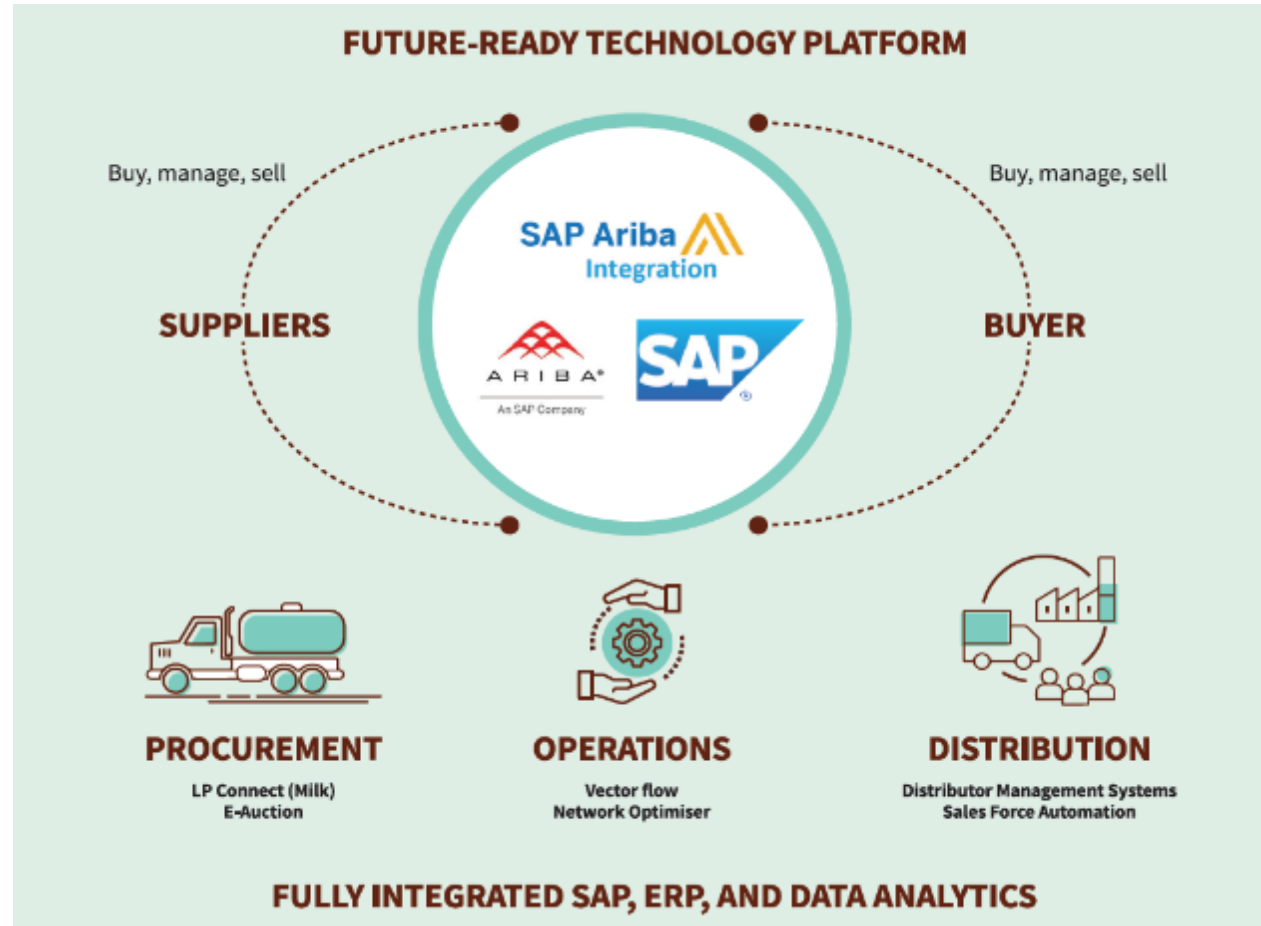 FUTURE-READY TECHNOLOGY PLATFORM
Buy, manage, sell
Buy, manage, sell
SAP Ariba
Integration
SUPPLIERS
BUYER
ARIBA®
An SAP Company
SAP®
PROCUREMENT
LP Connect (Milk)
E-Auction
OPERATIONS
Vector flow
Network Optimiser
DISTRIBUTION
Distributor Management Systems
Sales Force Automation
FULLY INTEGRATED SAP, ERP, AND DATA ANALYTICS